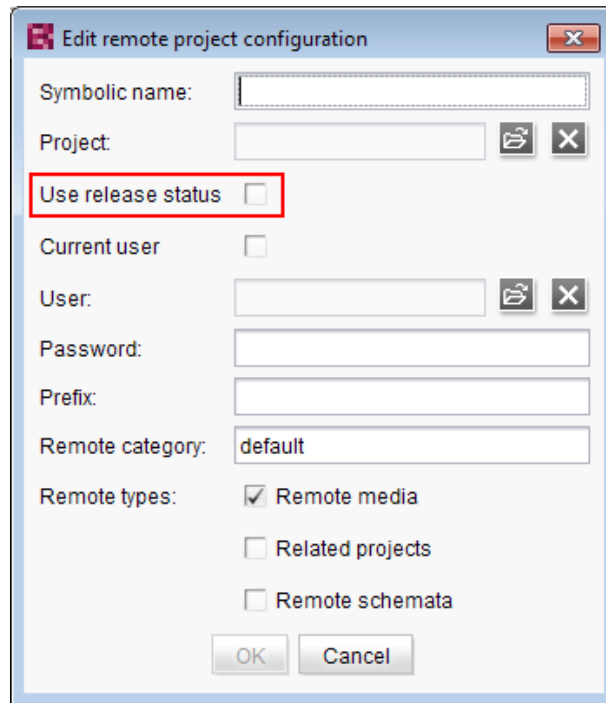 Edit remote project configuration
Symbolic name:
Project:
Use release status
Current user
User:
Password:
Prefix:
Remote category: default
Remote types: Remote media
Related projects
Remote schemata
OK Cancel